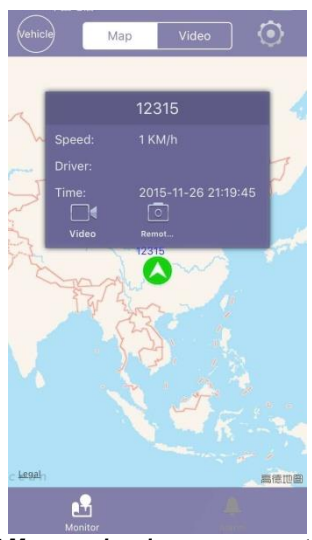 Vehicle
Map Video
12315
Speed: 1 KM/h
Driver:
Time: 2015-11-26 21:19:45
Video Remot...
12315
Legal
高德地图
Monitor